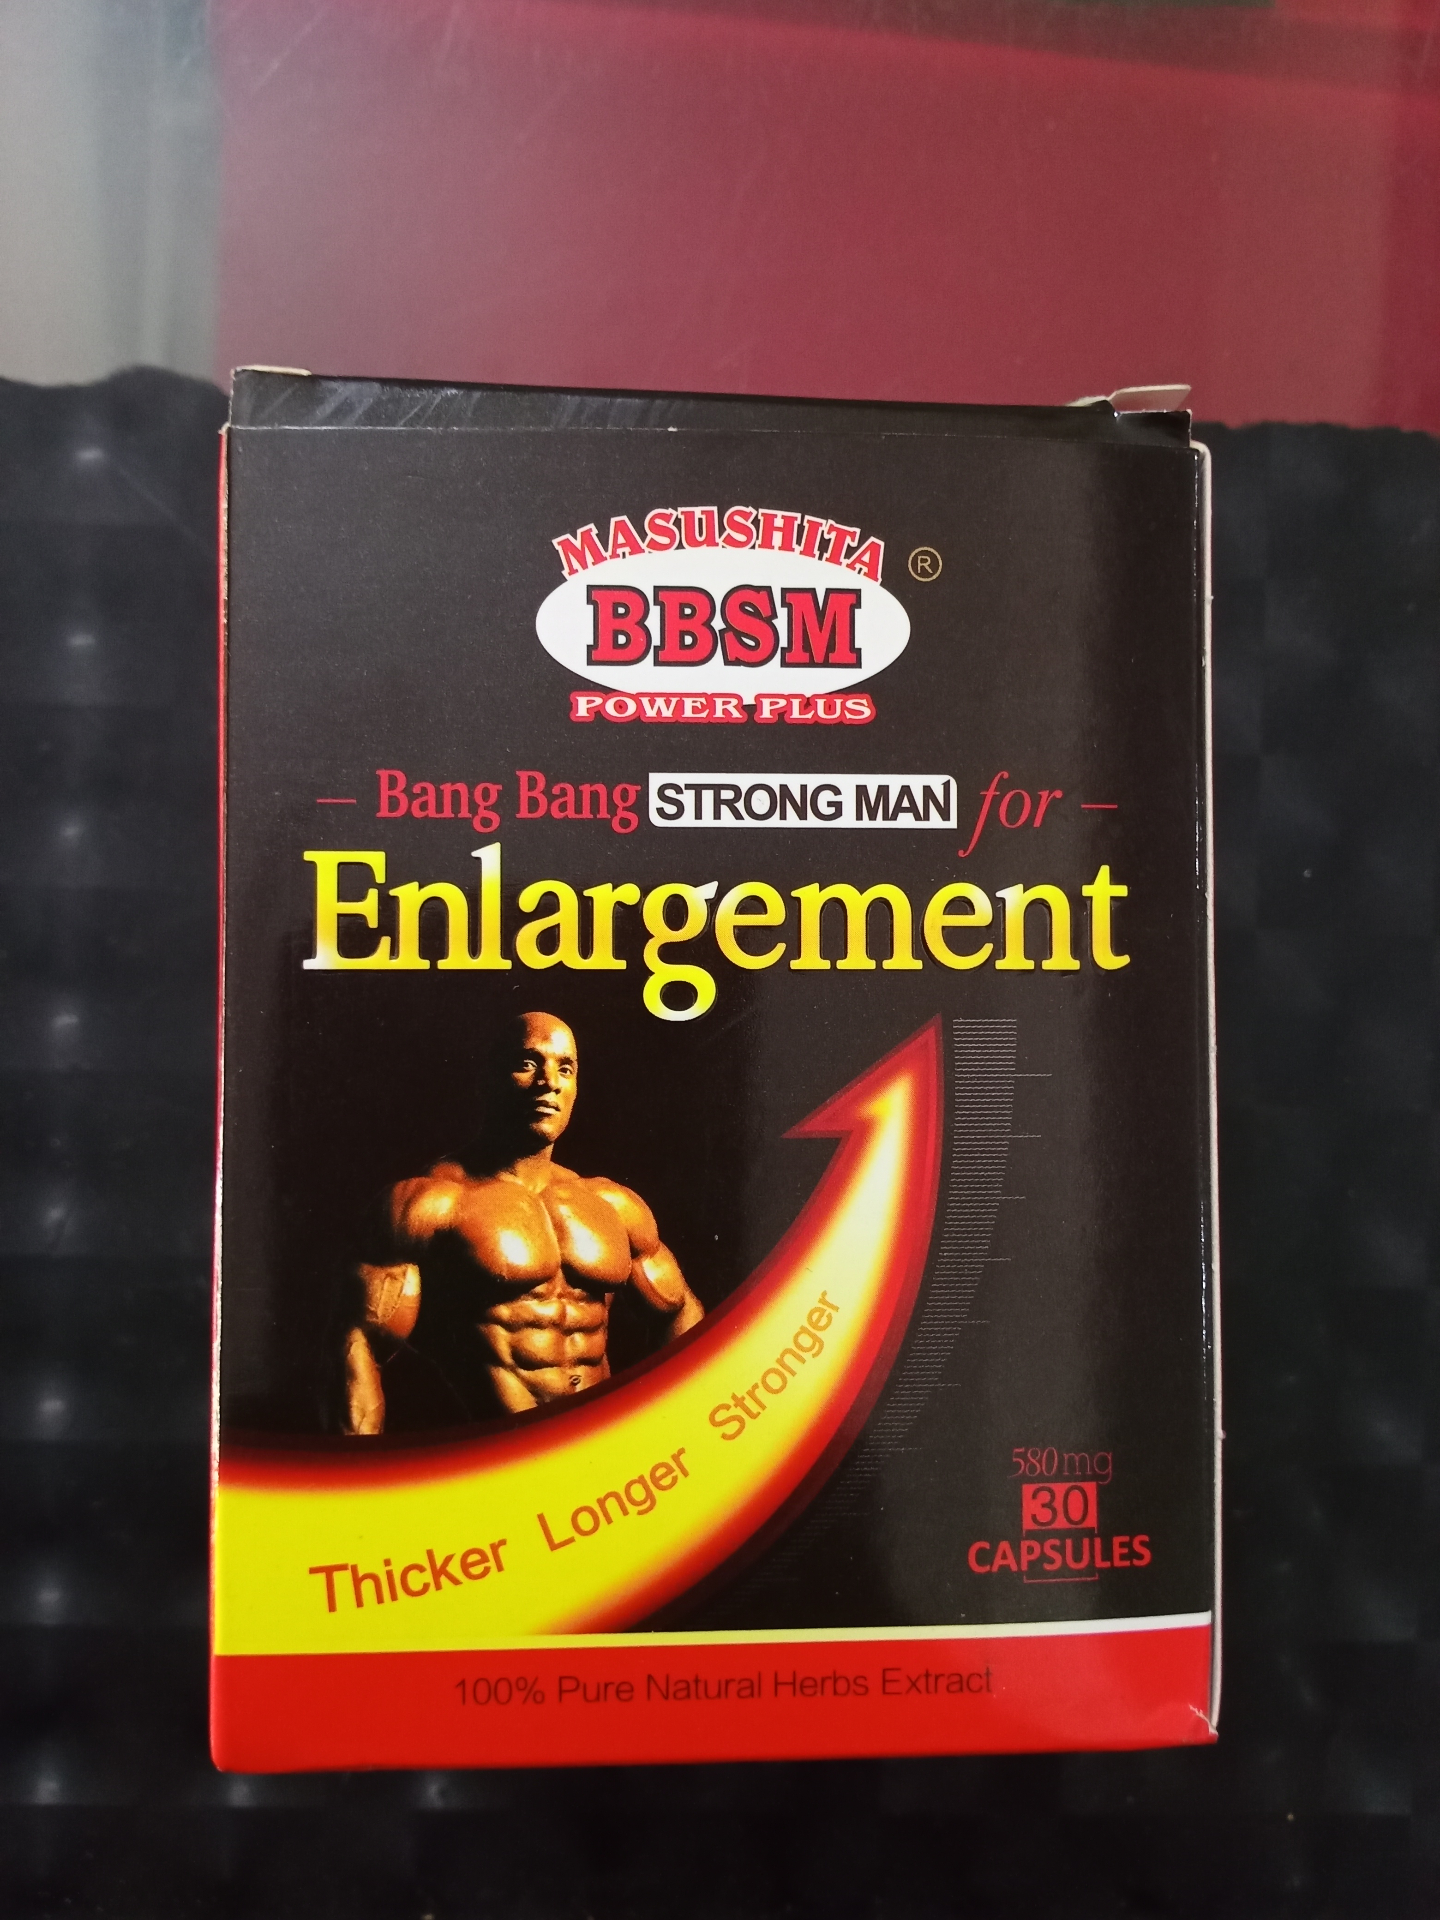 MASUSHITA ®
BBSM
POWER PLUS
– Bang Bang STRONG MAN for –
Enlargement
Thicker Longer Stronger
580mg
30
CAPSULES
100% Pure Natural Herbs Extract